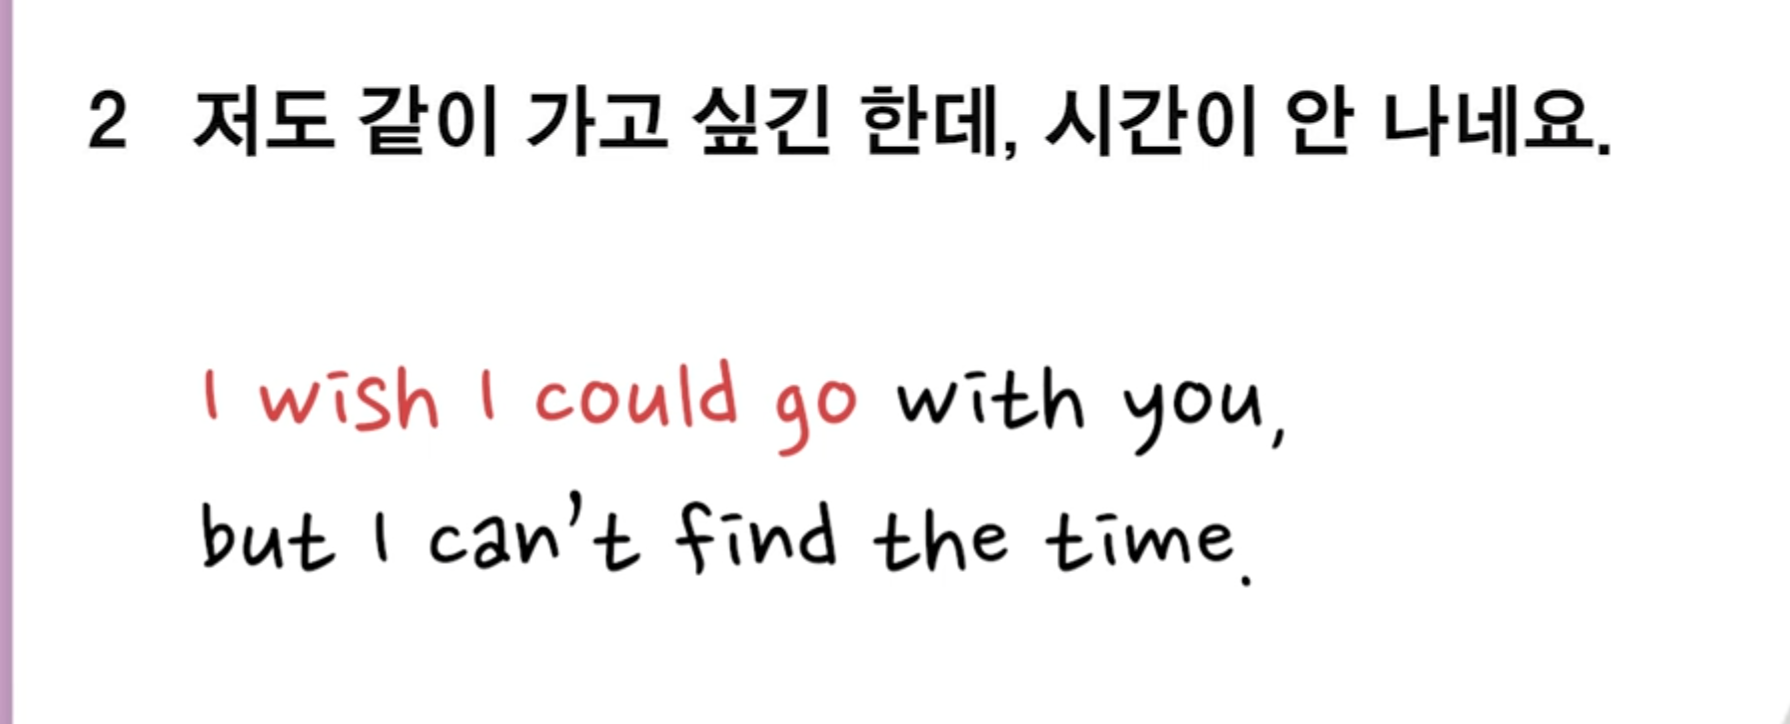 2 저도 같이 가고 싶긴 한데, 시간이 안 나네요.
I wish I could go with you,
but I can't find the time.